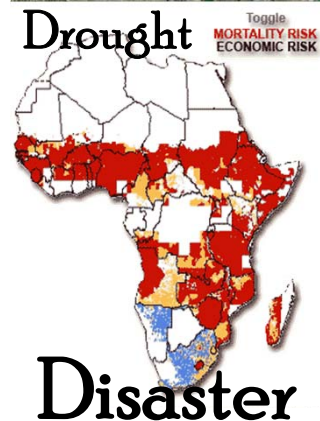 Drought
Toggle
MORTALITY RISK
ECONOMIC RISK
Disaster